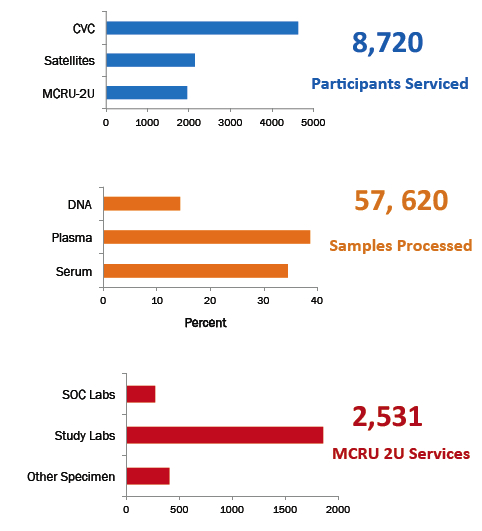 CVC
Satellites
MCRU-2U
0 1000 2000 3000 4000 5000
8,720
Participants Serviced
DNA
Plasma
Serum
0 10 20 30 40
Percent
57, 620
Samples Processed
SOC Labs
Study Labs
Other Specimen
0 500 1000 1500 2000
2,531
MCRU 2U Services